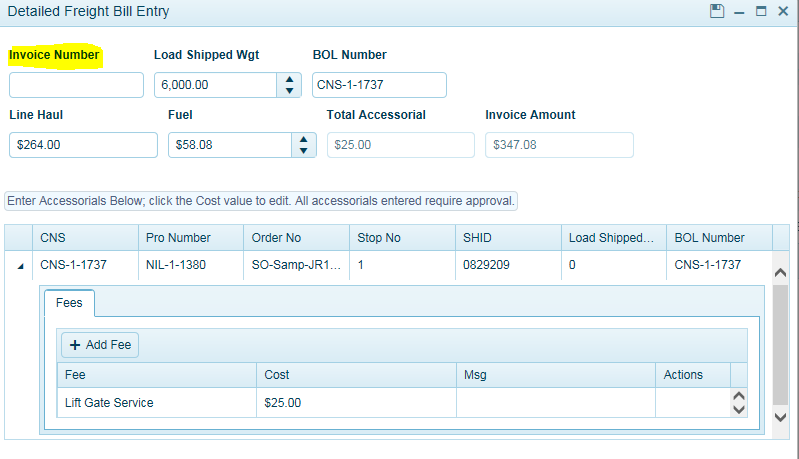 Detailed Freight Bill Entry
Invoice Number Load Shipped Wgt BOL Number
6,000.00 CNS-1-1737
Line Haul Fuel Total Accessorial Invoice Amount
$264.00 $58.08 $25.00 $347.08
Enter Accessorials Below; click the Cost value to edit. All accessorials entered require approval.
CNS Pro Number Order No Stop No SHID Load Shipped... BOL Number
CNS-1-1737 NIL-1-1380 SO-Samp-JR1... 1 0829209 0 CNS-1-1737
Fees
+ Add Fee
Fee Cost Msg Actions
Lift Gate Service $25.00